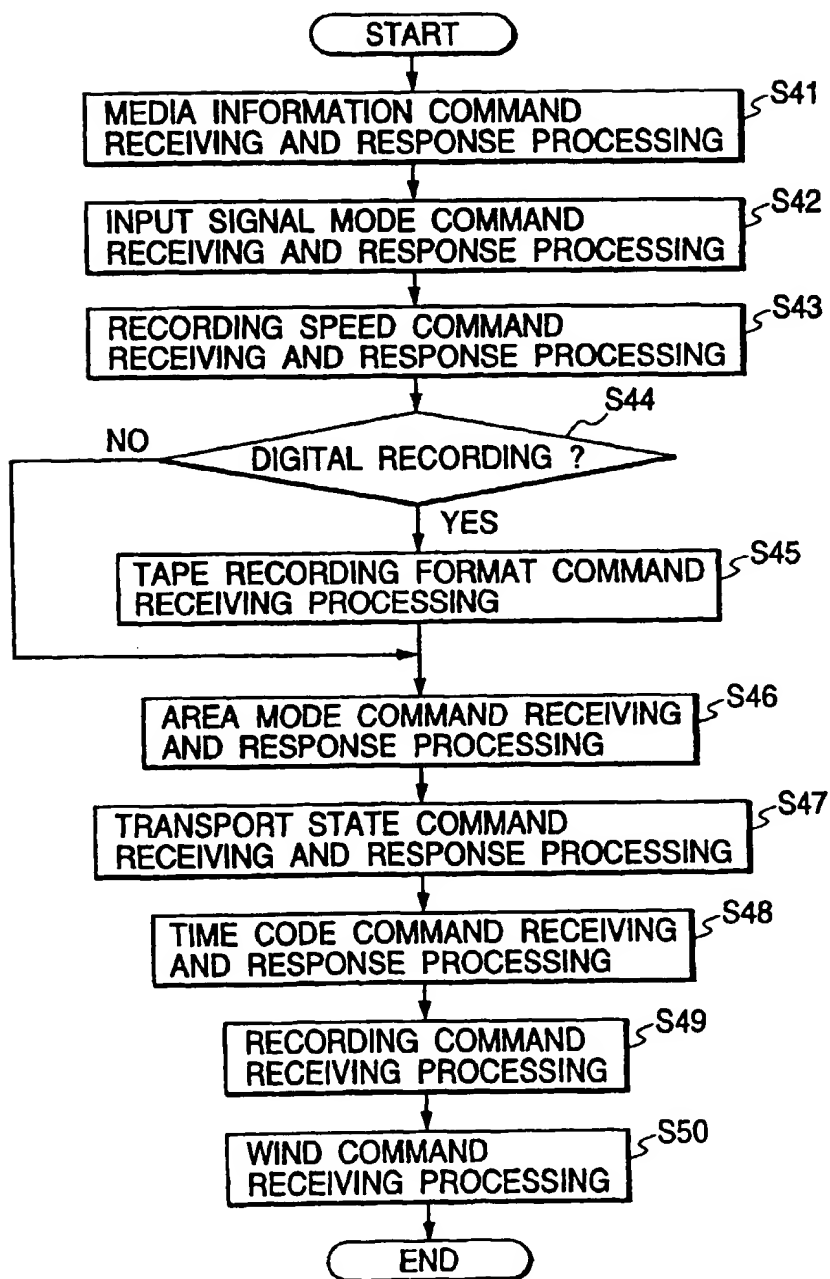 START
MEDIA INFORMATION COMMAND
RECEIVING AND RESPONSE PROCESSING
S41
INPUT SIGNAL MODE COMMAND
RECEIVING AND RESPONSE PROCESSING
S42
RECORDING SPEED COMMAND
RECEIVING AND RESPONSE PROCESSING
S43
S44
NO
DIGITAL RECORDING ?
YES
TAPE RECORDING FORMAT COMMAND
RECEIVING PROCESSING
S45
AREA MODE COMMAND RECEIVING
AND RESPONSE PROCESSING
S46
TRANSPORT STATE COMMAND
RECEIVING AND RESPONSE PROCESSING
S47
TIME CODE COMMAND RECEIVING
AND RESPONSE PROCESSING
S48
RECORDING COMMAND
RECEIVING PROCESSING
S49
WIND COMMAND
RECEIVING PROCESSING
S50
END